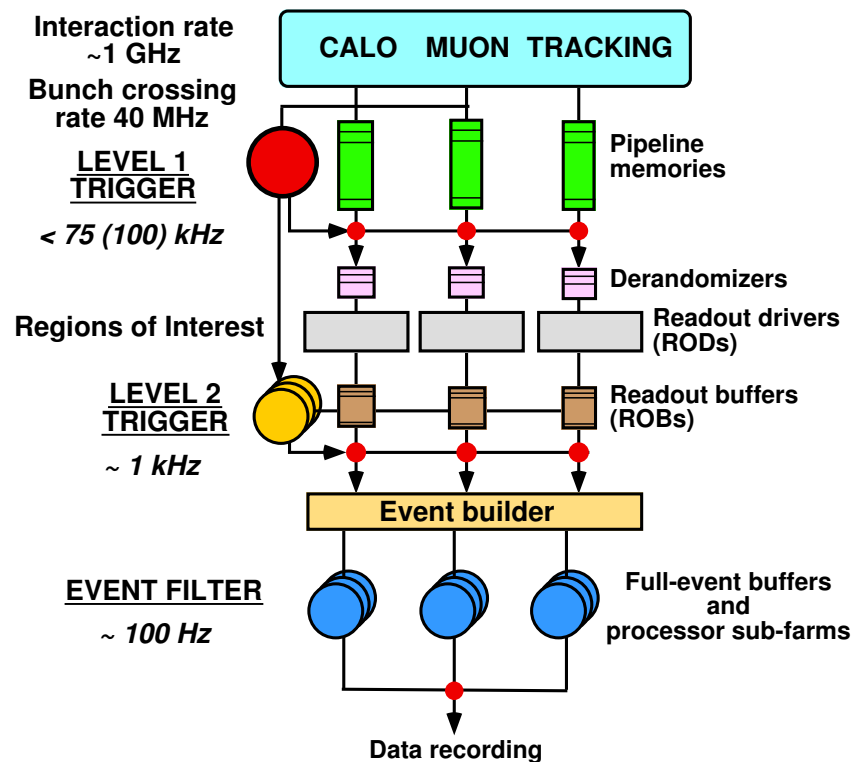 Interaction rate
~1 GHz
CALO MUON TRACKING
Bunch crossing
rate 40 MHz
LEVEL 1
TRIGGER
< 75 (100) kHz
Pipeline
memories
Derandomizers
Regions of Interest
Readout drivers
(RODs)
LEVEL 2
TRIGGER
~ 1 kHz
Readout buffers
(ROBs)
Event builder
EVENT FILTER
~ 100 Hz
Full-event buffers
and
processor sub-farms
Data recording